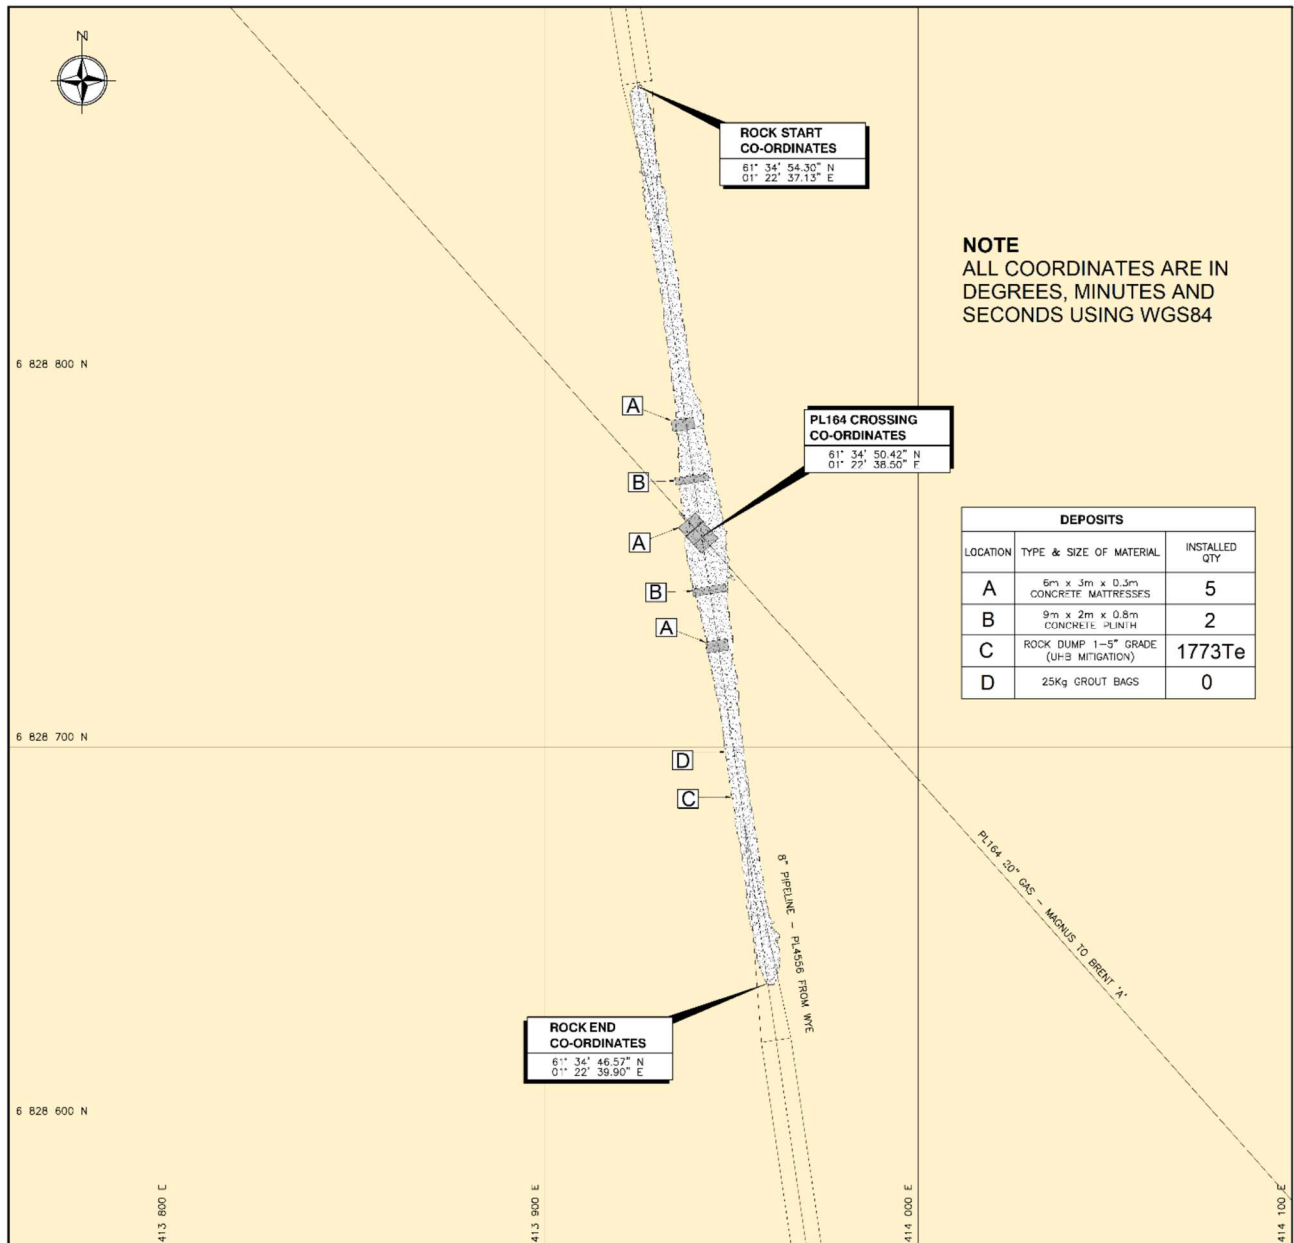 N
ROCK START
CO-ORDINATES
61° 34' 54.30" N
01° 22' 37.13" E
NOTE
ALL COORDINATES ARE IN
DEGREES, MINUTES AND
SECONDS USING WGS84
6 828 800 N
A
PL164 CROSSING
CO-ORDINATES
61° 34' 50.42" N
01° 22' 38.50" E
B
A
B
A
DEPOSITS
LOCATION TYPE & SIZE OF MATERIAL INSTALLED QTY
A 6m x 3m x 0.3m CONCRETE MATTRESSES 5
B 9m x 2m x 0.8m CONCRETE PLINTH 2
C ROCK DUMP 1-5" GRADE (UHB MITIGATION) 1773Te
D 25Kg GROUT BAGS 0
6 828 700 N
D
C
8" PIPELINE - PL4556 FROM WYE
PL164 20" GAS - MAGNUS TO BRENT 'A'
ROCK END
CO-ORDINATES
61° 34' 46.57" N
01° 22' 39.90" E
6 828 600 N
413 800 E
413 900 E
414 000 E
414 100 E